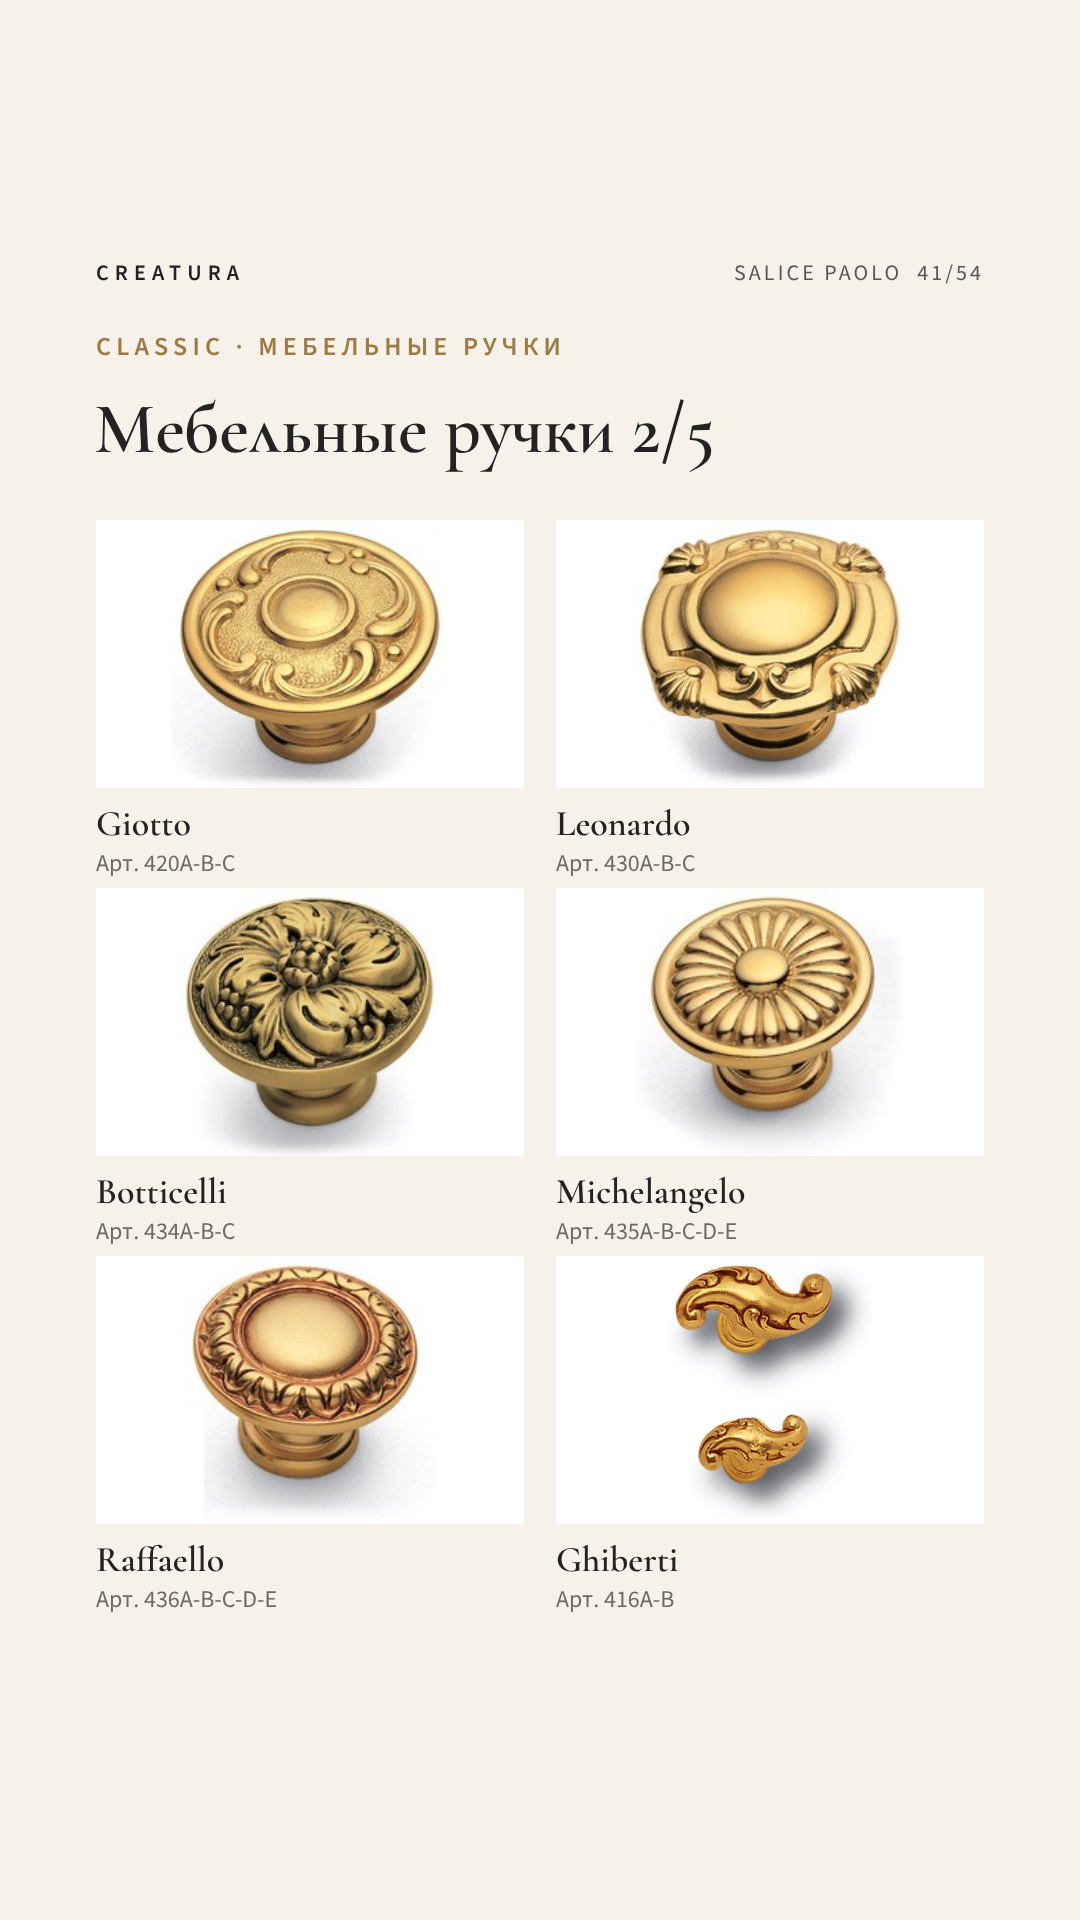 CREATURA
SALICE PAOLO 41/54
CLASSIC · МЕБЕЛЬНЫЕ РУЧКИ
Мебельные ручки 2/5
Giotto
Арт. 420A-B-C
Leonardo
Арт. 430A-B-C
Botticelli
Арт. 434A-B-C
Michelangelo
Арт. 435A-B-C-D-E
Raffaello
Арт. 436A-B-C-D-E
Ghiberti
Арт. 416A-B